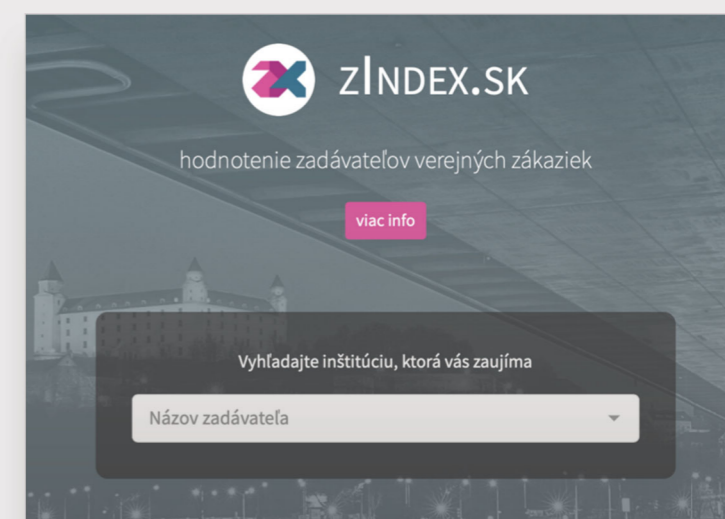 zIndex.sk
hodnotenie zadávateľov verejných zákaziek
viac info
Vyhľadajte inštitúciu, ktorá vás zaujíma
Názov zadávateľa